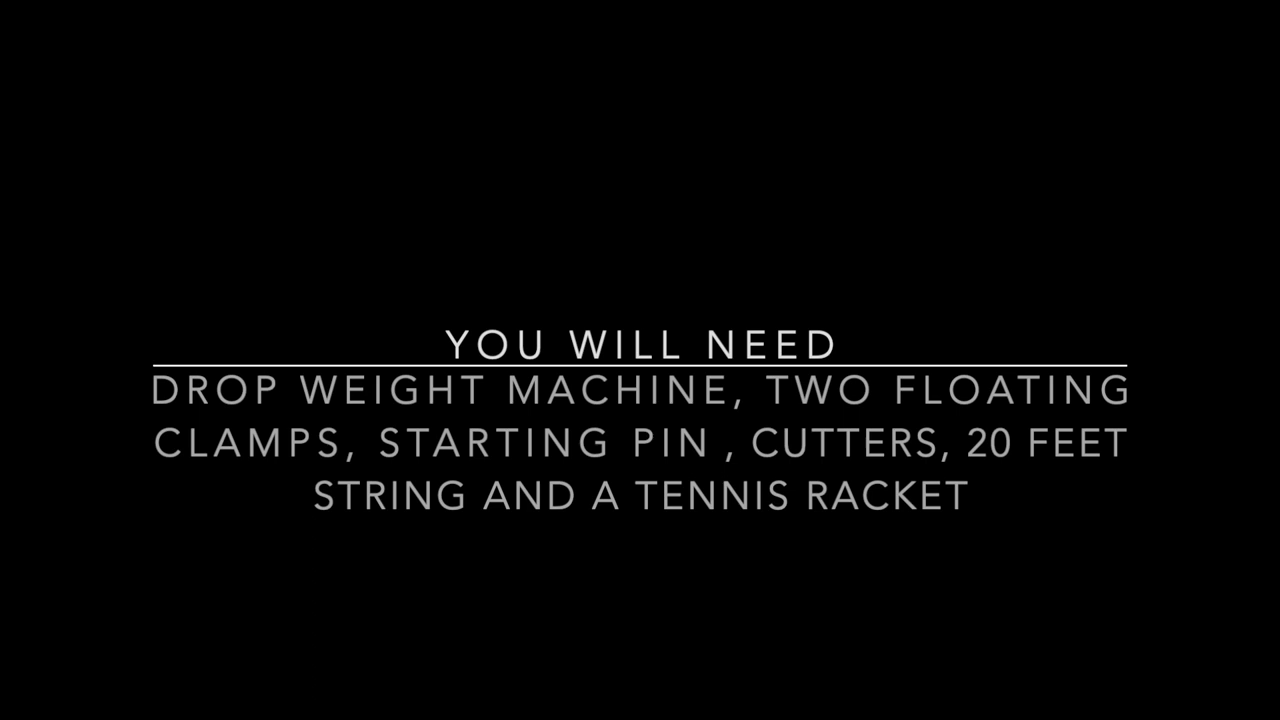 YOU WILL NEED
DROP WEIGHT MACHINE, TWO FLOATING
CLAMPS, STARTING PIN , CUTTERS, 20 FEET
STRING AND A TENNIS RACKET